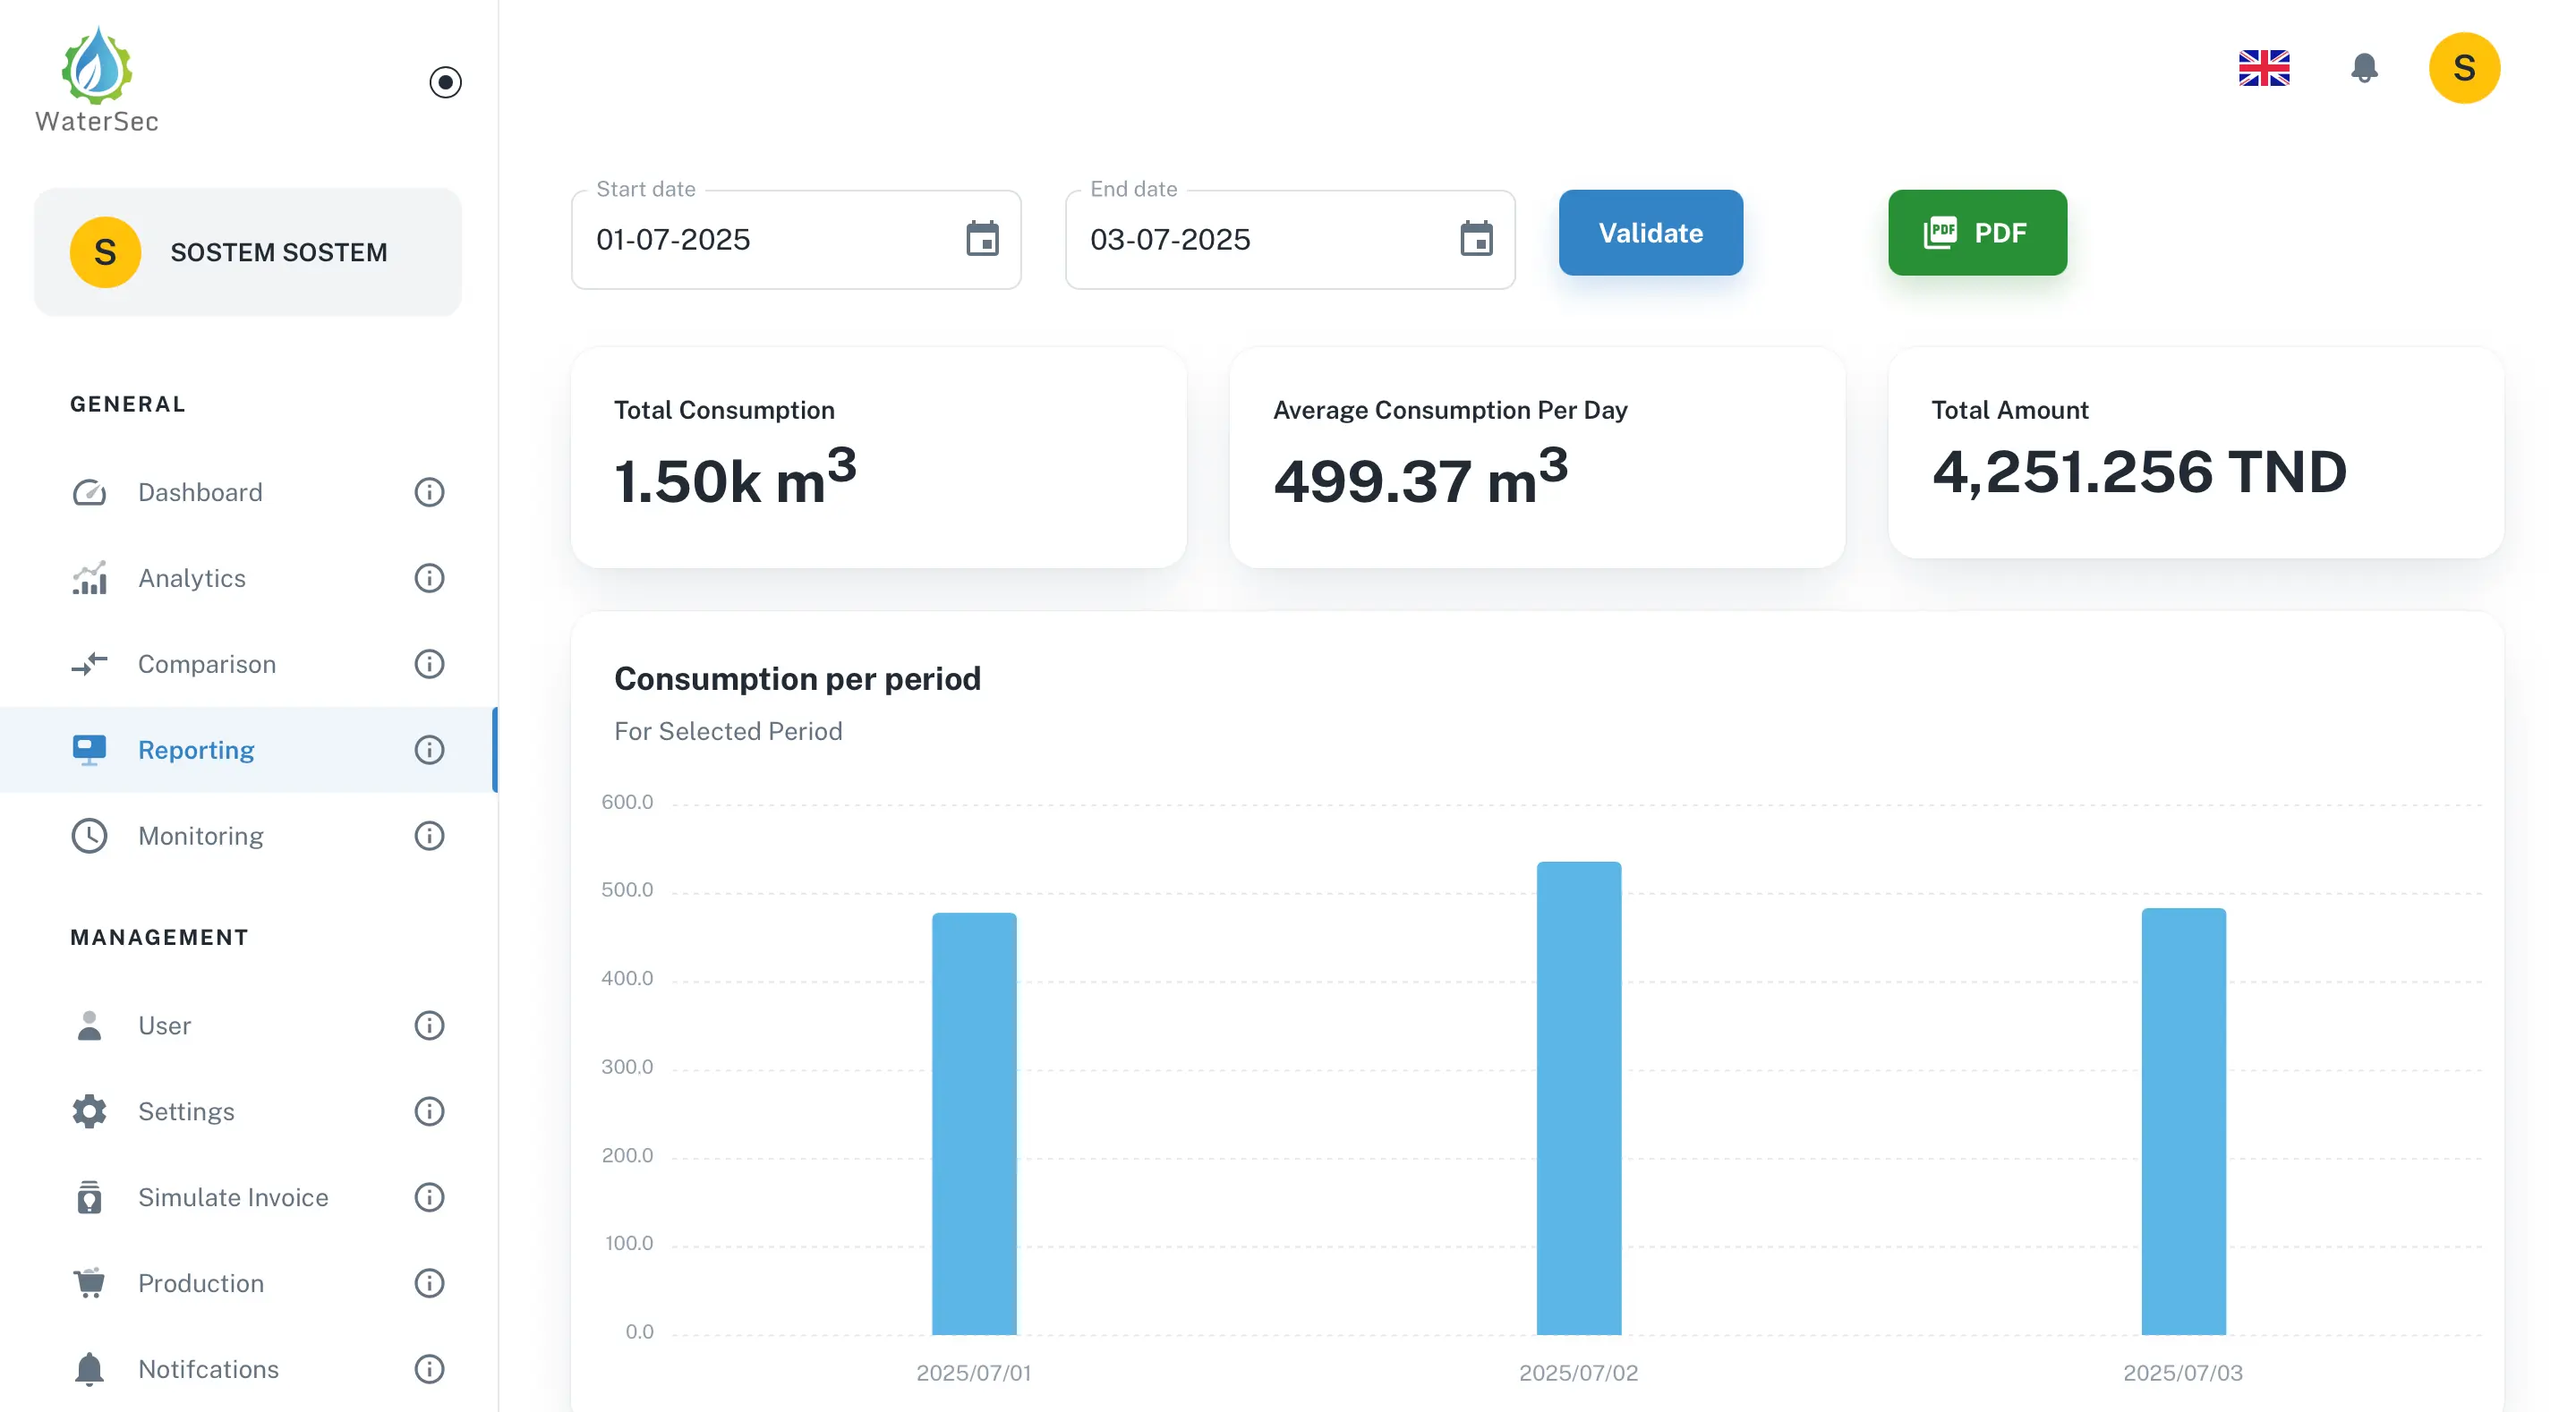 WaterSec
S
S
SOSTEM SOSTEM
GENERAL
Dashboard
Analytics
Comparison
Reporting
Monitoring
MANAGEMENT
User
Settings
Simulate Invoice
Production
Notifcations
Start date
01-07-2025
End date
03-07-2025
Validate
PDF PDF
Total Consumption
1.50k m³
Average Consumption Per Day
499.37 m³
Total Amount
4,251.256 TND
Consumption per period
For Selected Period
600.0
500.0
400.0
300.0
200.0
100.0
0.0
2025/07/01 2025/07/02 2025/07/03